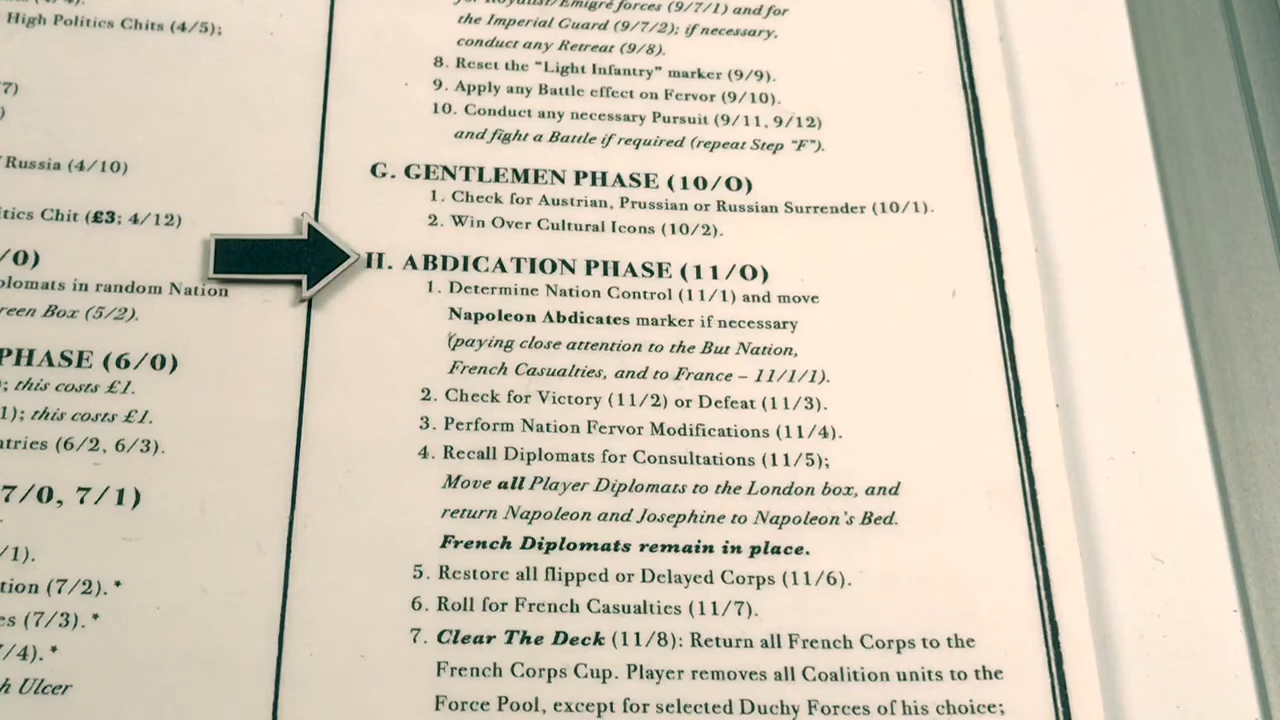 High Politics Chits (4/5);
7)
)
Russia (4/10)
tics Chit (£3; 4/12)
/O)
plomats in random Nation
reen Box (5/2).
PHASE (6/O)
; this costs £1.
1); this costs £1.
ntries (6/2, 6/3).
7/0, 7/1)
/1).
tion (7/2).*
es (7/3).*
/4).*
h Ulcer
for Royalist/Emigré forces (9/7/1) and for
the Imperial Guard (9/7/2); if necessary,
conduct any Retreat (9/8).
8. Reset the “Light Infantry” marker (9/9).
9. Apply any Battle effect on Fervor (9/10).
10. Conduct any necessary Pursuit (9/11, 9/12)
and fight a Battle if required (repeat Step “F”).
G. GENTLEMEN PHASE (10/O)
1. Check for Austrian, Prussian or Russian Surrender (10/1).
2. Win Over Cultural Icons (10/2).
H. ABDICATION PHASE (11/O)
1. Determine Nation Control (11/1) and move
Napoleon Abdicates marker if necessary
(paying close attention to the But Nation,
French Casualties, and to France – 11/1/1).
2. Check for Victory (11/2) or Defeat (11/3).
3. Perform Nation Fervor Modifications (11/4).
4. Recall Diplomats for Consultations (11/5);
Move all Player Diplomats to the London box, and
return Napoleon and Josephine to Napoleon’s Bed.
French Diplomats remain in place.
5. Restore all flipped or Delayed Corps (11/6).
6. Roll for French Casualties (11/7).
7. Clear The Deck (11/8): Return all French Corps to the
French Corps Cup. Player removes all Coalition units to the
Force Pool, except for selected Duchy Forces of his choice;